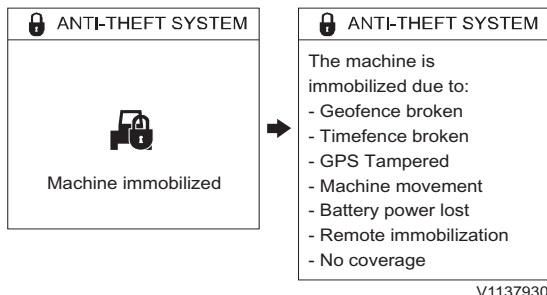 ANTI-THEFT SYSTEM
Machine immobilized
ANTI-THEFT SYSTEM
The machine is
immobilized due to:
- Geofence broken
- Timefence broken
- GPS Tampered
- Machine movement
- Battery power lost
- Remote immobilization
- No coverage
V1137930